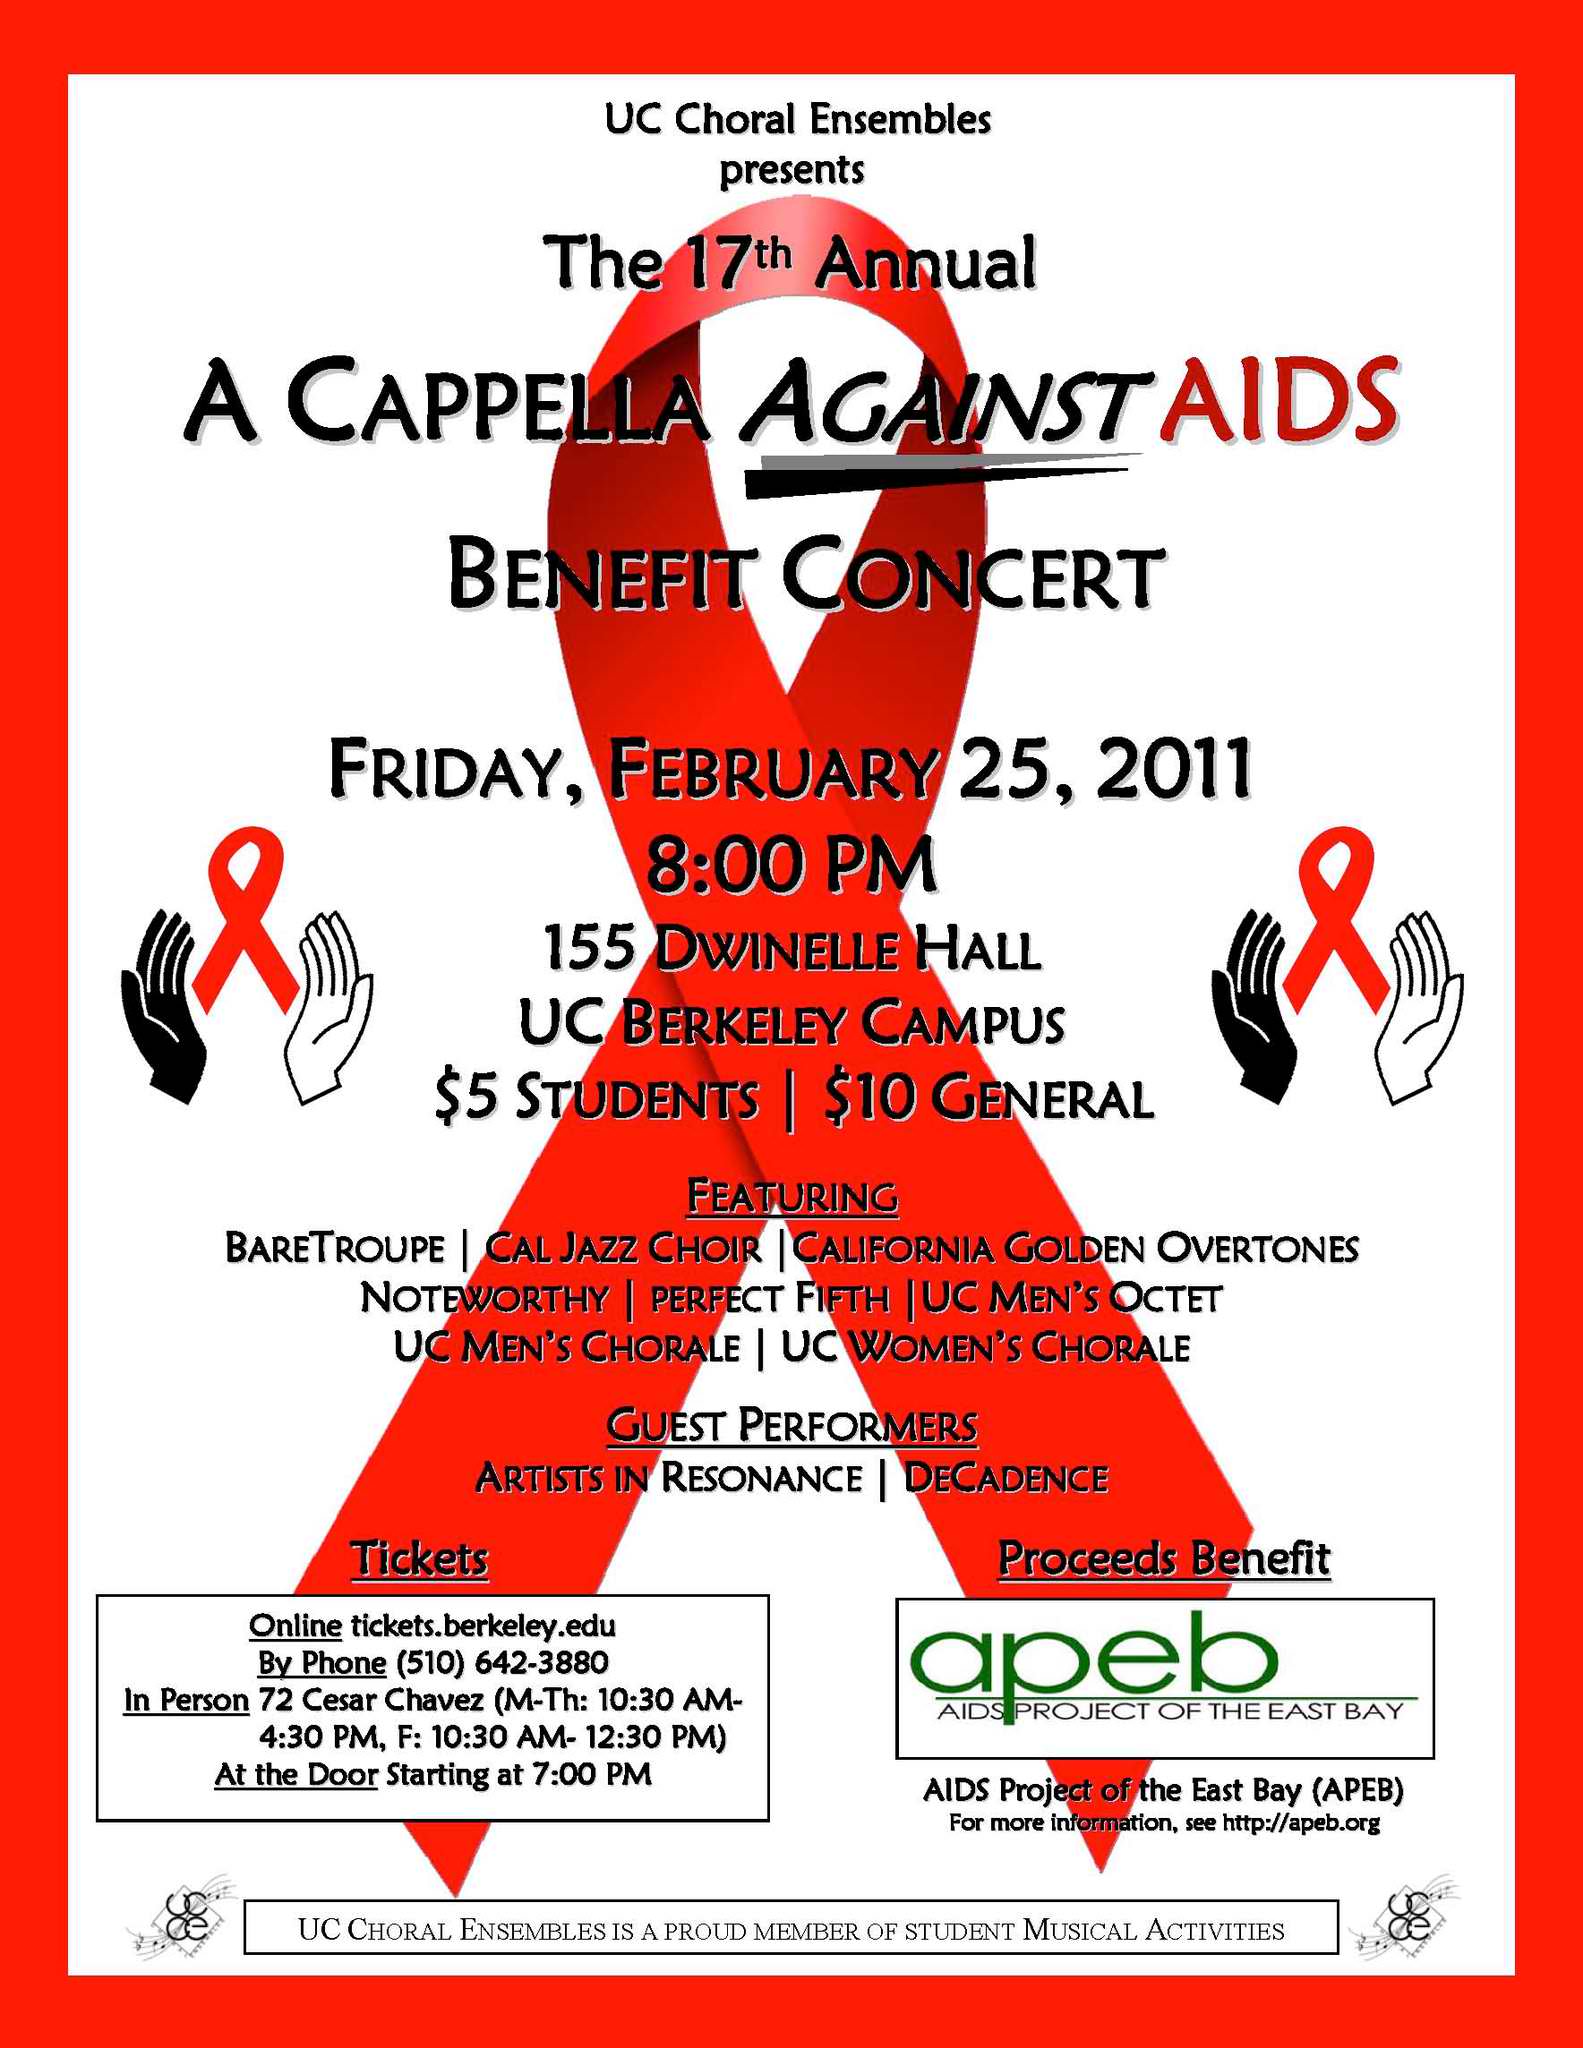 UC Choral Ensembles
presents
The 17th Annual
A CAPPELLA AGAINST AIDS
BENEFIT CONCERT
FRIDAY, FEBRUARY 25, 2011
8:00 PM
155 DWINELLE HALL
UC BERKELEY CAMPUS
$5 STUDENTS | $10 GENERAL
FEATURING
BARETROUPE | CAL JAZZ CHOIR |CALIFORNIA GOLDEN OVERTONES
NOTEWORTHY | PERFECT FIFTH |UC MEN'S OCTET
UC MEN'S CHORALE | UC WOMEN'S CHORALE
GUEST PERFORMERS
ARTISTS IN RESONANCE | DECADENCE
Tickets
Online tickets.berkeley.edu
By Phone (510) 642-3880
In Person 72 Cesar Chavez (M-Th: 10:30 AM-
4:30 PM, F: 10:30 AM- 12:30 PM)
At the Door Starting at 7:00 PM
Proceeds Benefit
apeb
AIDS PROJECT OF THE EAST BAY
AIDS Project of the East Bay (APEB)
For more information, see http://apeb.org
ucce
UC CHORAL ENSEMBLES IS A PROUD MEMBER OF STUDENT MUSICAL ACTIVITIES
ucce